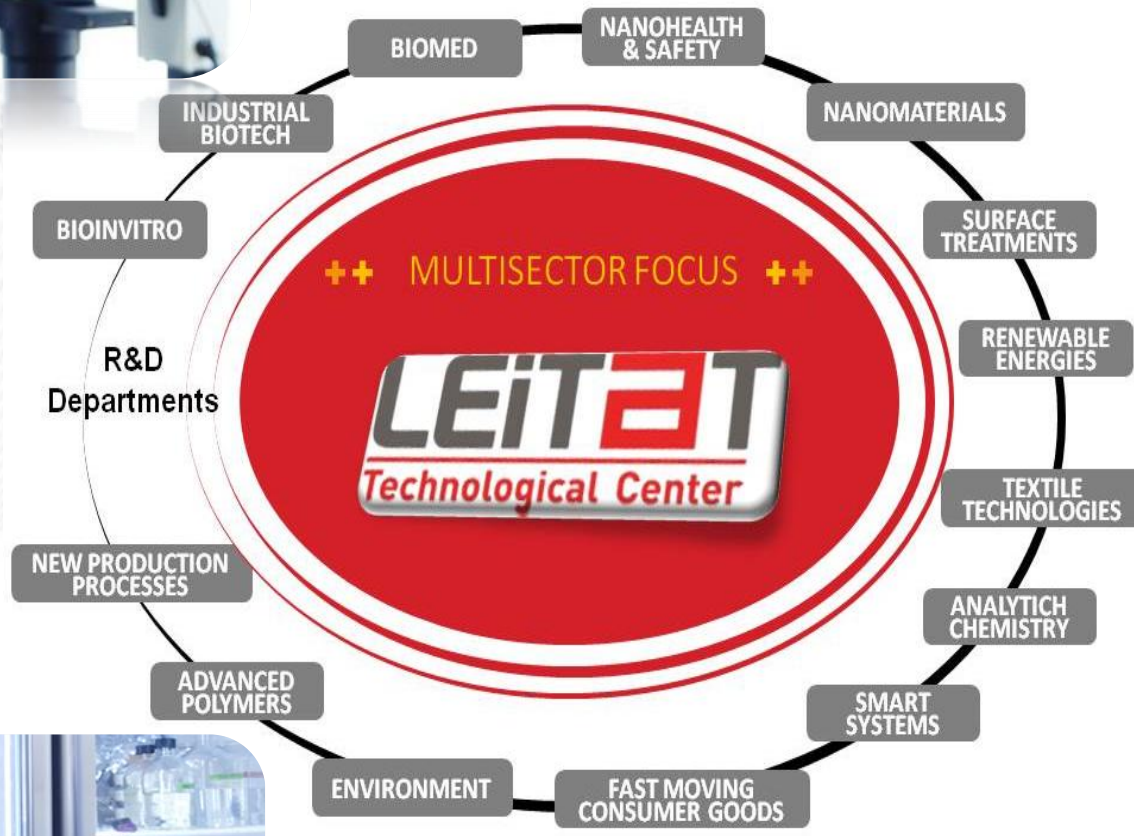 BIOMED
NANOHEALTH
& SAFETY
INDUSTRIAL
BIOTECH
NANOMATERIALS
BIOINVITRO
SURFACE
TREATMENTS
++ MULTISECTOR FOCUS ++
RENEWABLE
ENERGIES
R&D
Departments
LEiTaT
Technological Center
TEXTILE
TECHNOLOGIES
NEW PRODUCTION
PROCESSES
ANALYTICH
CHEMISTRY
ADVANCED
POLYMERS
SMART
SYSTEMS
ENVIRONMENT
FAST MOVING
CONSUMER GOODS